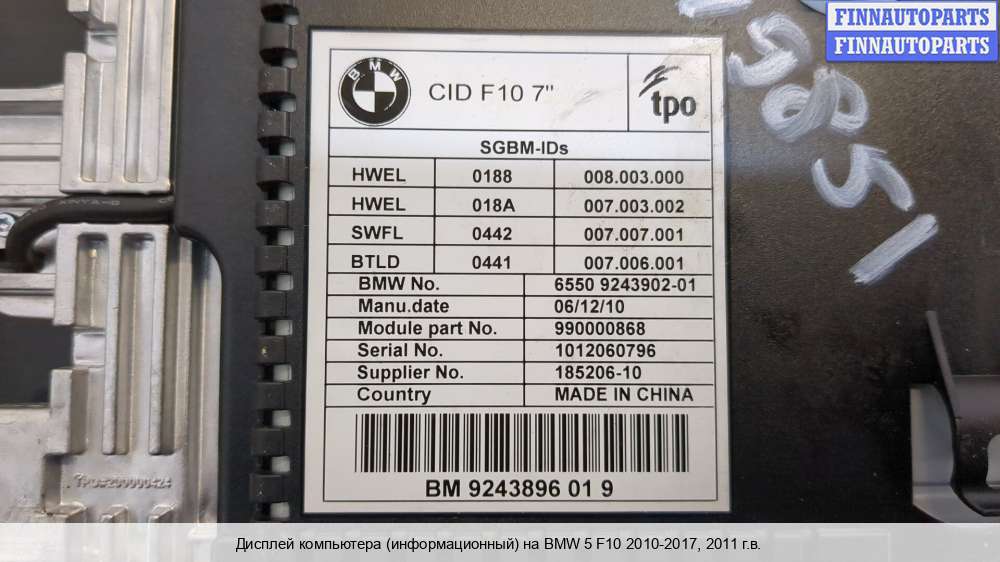 FINNAUTOPARTS
FINNAUTOPARTS
BMW
CID F10 7"
tpo
SGBM-IDs
HWEL 0188 008.003.000
HWEL 018A 007.003.002
SWFL 0442 007.007.001
BTLD 0441 007.006.001
BMW No. 6550 9243902-01
Manu.date 06/12/10
Module part No. 990000868
Serial No. 1012060796
Supplier No. 185206-10
Country MADE IN CHINA
BM 9243896 01 9
Дисплей компьютера (информационный) на BMW 5 F10 2010-2017, 2011 г.в.